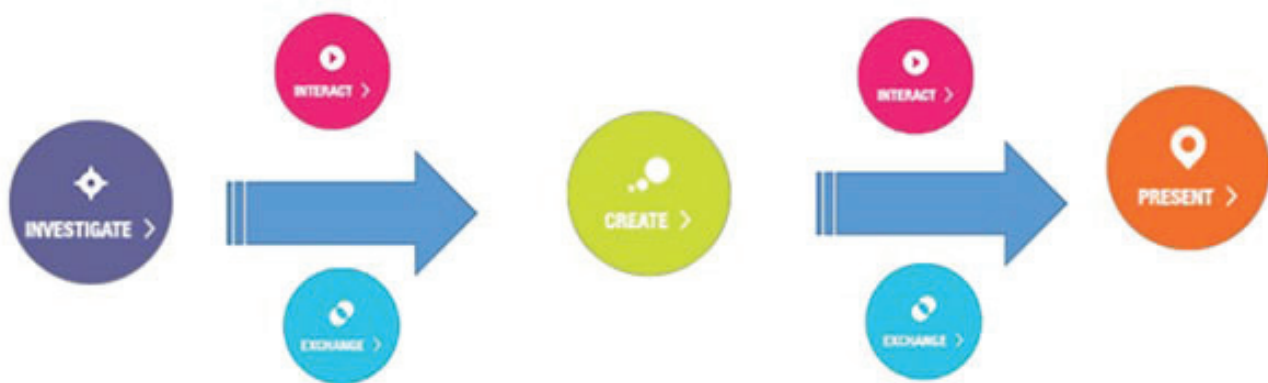 INTERACT >
INTERACT >
INVESTIGATE >
CREATE >
PRESENT >
EXCHANGE >
EXCHANGE >